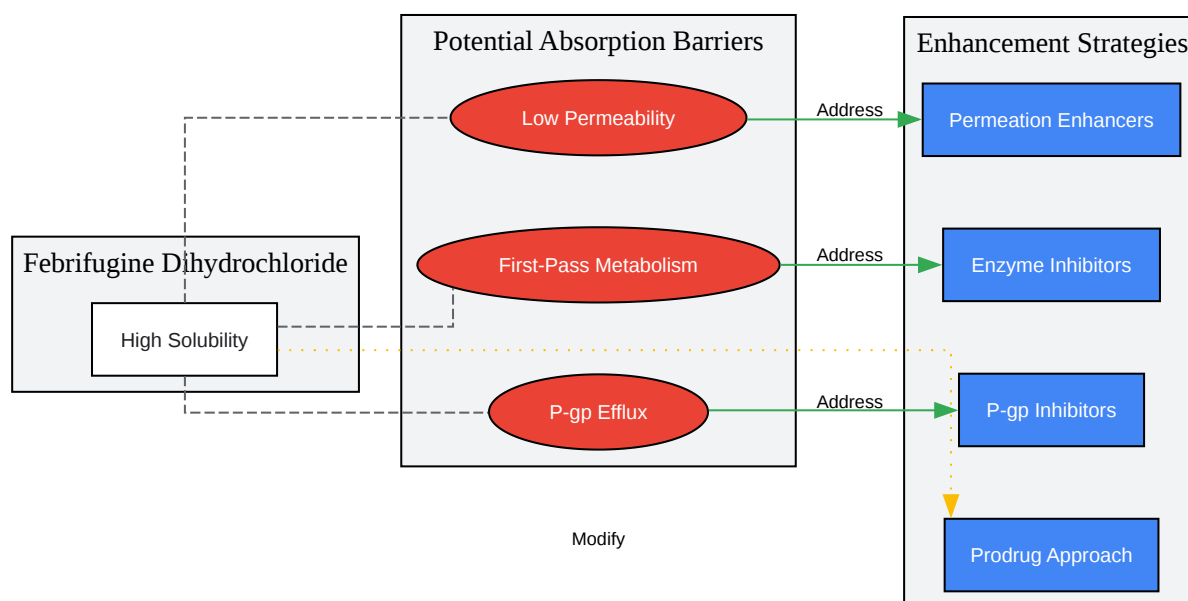 Potential Absorption Barriers
Enhancement Strategies
Low Permeability
Address
Permeation Enhancers
Febrifugine Dihydrochloride
First-Pass Metabolism
Address
Enzyme Inhibitors
High Solubility
P-gp Efflux
Address
P-gp Inhibitors
Modify
Prodrug Approach